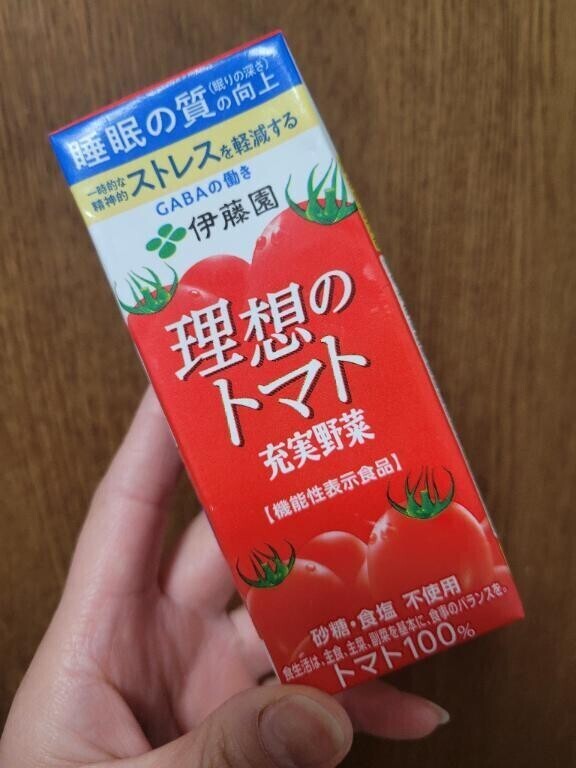 睡眠の質(眠りの深さ)の向上
一時的な精神的ストレスを軽減する
GABAの働き
伊藤園
理想の
トマト
充実野菜
【機能性表示食品】
砂糖・食塩 不使用
食生活は、主食、主菜、副菜を基本に、食事のバランスを。
トマト100%